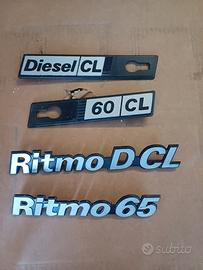 Diesel CL
60 CL
Ritmo D CL
Ritmo 65
subito